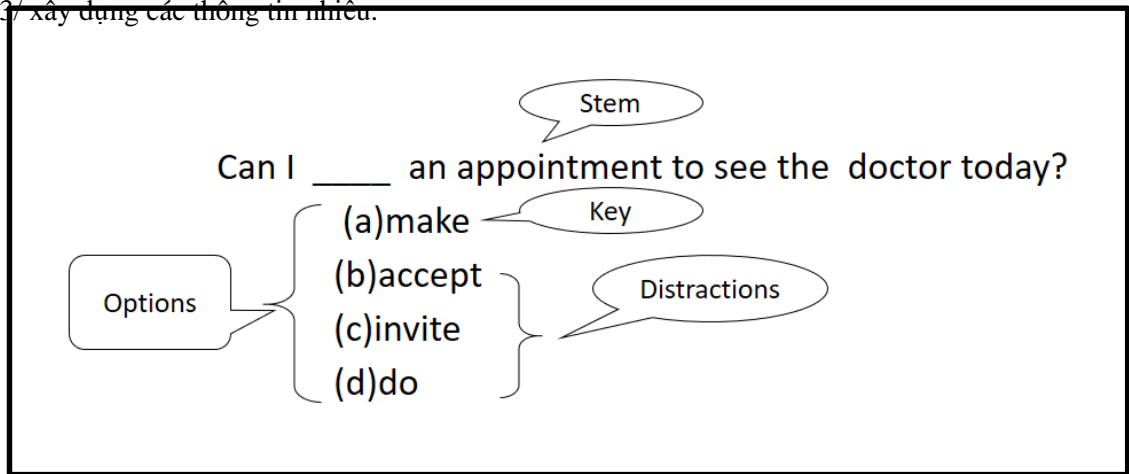 3/ xây dựng các thông tin nhiễu.
Stem
Can I ____ an appointment to see the doctor today?
(a)make
Key
(b)accept
Distractions
Options
(c)invite
(d)do